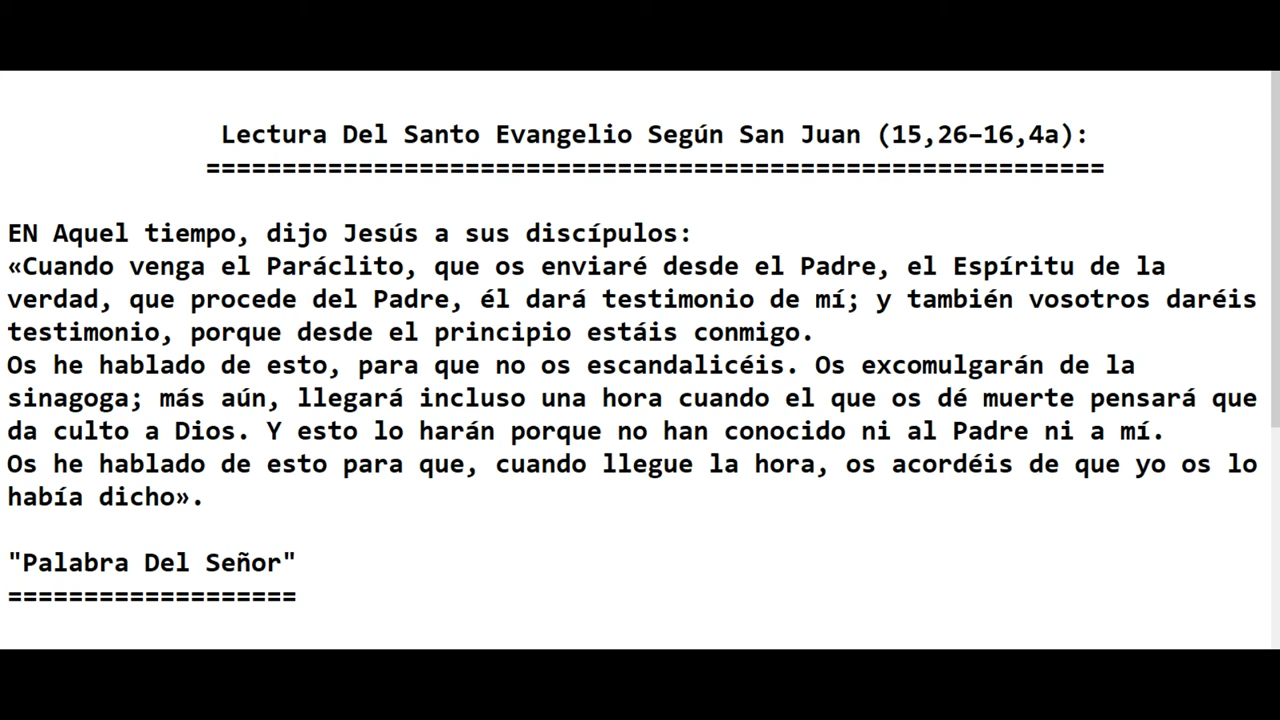 Lectura Del Santo Evangelio Según San Juan (15,26–16,4a):
===========================================================
EN Aquel tiempo, dijo Jesús a sus discípulos:
«Cuando venga el Paráclito, que os enviaré desde el Padre, el Espíritu de la
verdad, que procede del Padre, él dará testimonio de mí; y también vosotros daréis
testimonio, porque desde el principio estáis conmigo.
Os he hablado de esto, para que no os escandalicéis. Os excomulgarán de la
sinagoga; más aún, llegará incluso una hora cuando el que os dé muerte pensará que
da culto a Dios. Y esto lo harán porque no han conocido ni al Padre ni a mí.
Os he hablado de esto para que, cuando llegue la hora, os acordéis de que yo os lo
había dicho».
"Palabra Del Señor"
===================